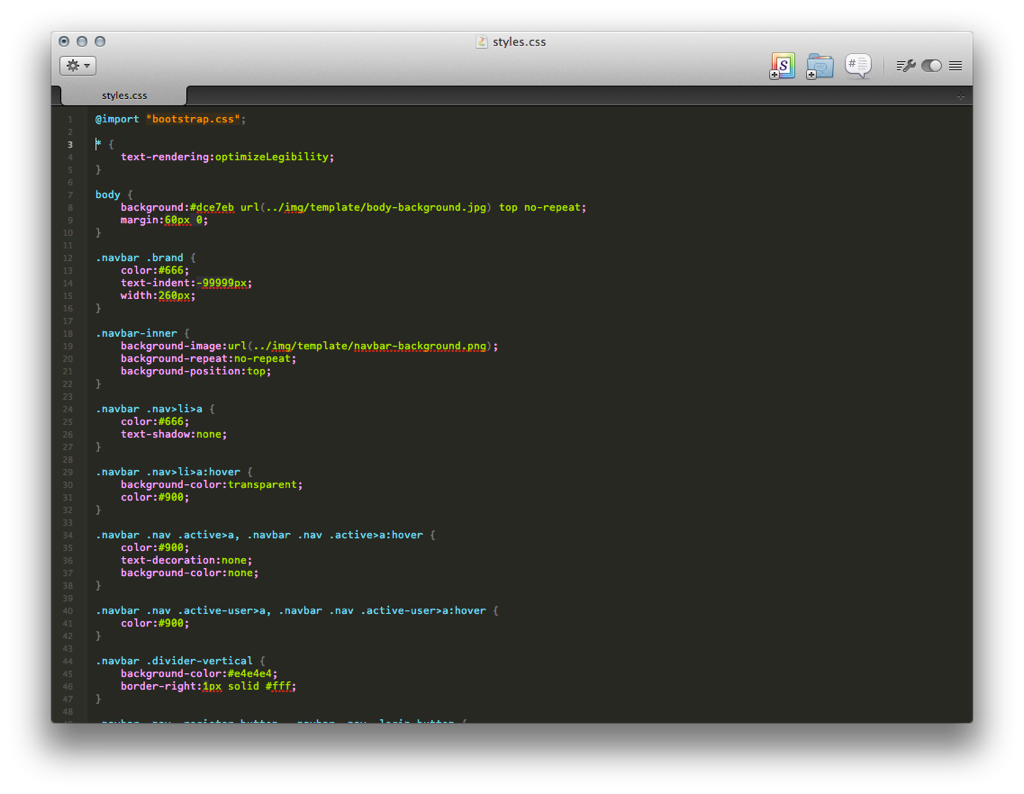 styles.css
S
#
styles.css
1 @import "bootstrap.css";
2
3 * {
4 text-rendering:optimizeLegibility;
5 }
6
7 body {
8 background:#dce7eb url(../img/template/body-background.jpg) top no-repeat;
9 margin:60px 0;
10 }
11
12 .navbar .brand {
13 color:#666;
14 text-indent:-99999px;
15 width:260px;
16 }
17
18 .navbar-inner {
19 background-image:url(../img/template/navbar-background.png);
20 background-repeat:no-repeat;
21 background-position:top;
22 }
23
24 .navbar .nav>li>a {
25 color:#666;
26 text-shadow:none;
27 }
28
29 .navbar .nav>li>a:hover {
30 background-color:transparent;
31 color:#900;
32 }
33
34 .navbar .nav .active>a, .navbar .nav .active>a:hover {
35 color:#900;
36 text-decoration:none;
37 background-color:none;
38 }
39
40 .navbar .nav .active-user>a, .navbar .nav .active-user>a:hover {
41 color:#900;
42 }
43
44 .navbar .divider-vertical {
45 background-color:#e4e4e4;
46 border-right:1px solid #fff;
47 }
48